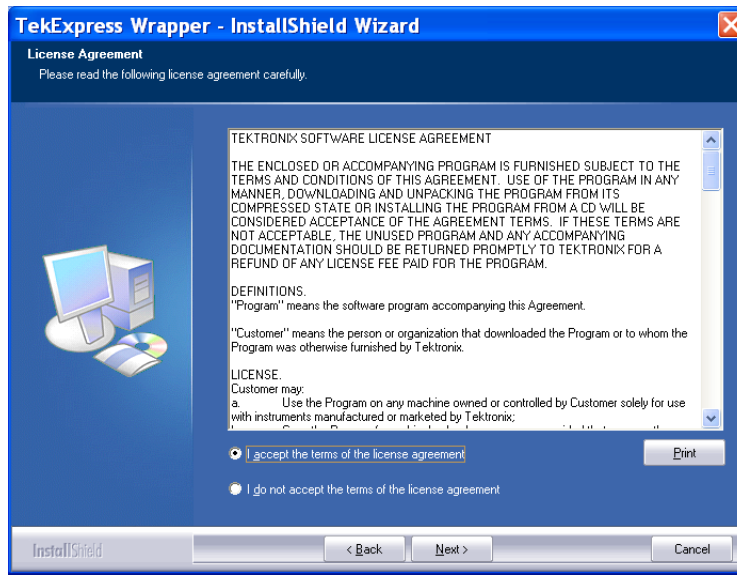 TekExpress Wrapper - InstallShield Wizard
License Agreement
Please read the following license agreement carefully.
TEKTRONIX SOFTWARE LICENSE AGREEMENT
THE ENCLOSED OR ACCOMPANYING PROGRAM IS FURNISHED SUBJECT TO THE
TERMS AND CONDITIONS OF THIS AGREEMENT. USE OF THE PROGRAM IN ANY
MANNER, DOWNLOADING AND UNPACKING THE PROGRAM FROM ITS
COMPRESSED STATE OR INSTALLING THE PROGRAM FROM A CD WILL BE
CONSIDERED ACCEPTANCE OF THE AGREEMENT TERMS. IF THESE TERMS ARE
NOT ACCEPTABLE, THE UNUSED PROGRAM AND ANY ACCOMPANYING
DOCUMENTATION SHOULD BE RETURNED PROMPTLY TO TEKTRONIX FOR A
REFUND OF ANY LICENSE FEE PAID FOR THE PROGRAM.
DEFINITIONS.
"Program" means the software program accompanying this Agreement.
"Customer" means the person or organization that downloaded the Program or to whom the
Program was otherwise furnished by Tektronix.
LICENSE.
Customer may:
a. Use the Program on any machine owned or controlled by Customer solely for use
with instruments manufactured or marketed by Tektronix;
I accept the terms of the license agreement
Print
I do not accept the terms of the license agreement
InstallShield
< Back
Next >
Cancel